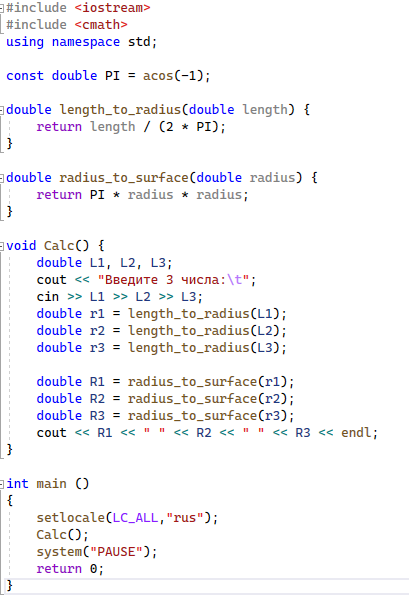 #include <iostream>
#include <cmath>
using namespace std;

const double PI = acos(-1);

double length_to_radius(double length) {
    return length / (2 * PI);
}

double radius_to_surface(double radius) {
    return PI * radius * radius;
}

void Calc() {
    double L1, L2, L3;
    cout << "Введите 3 числа:\t";
    cin >> L1 >> L2 >> L3;
    double r1 = length_to_radius(L1);
    double r2 = length_to_radius(L2);
    double r3 = length_to_radius(L3);

    double R1 = radius_to_surface(r1);
    double R2 = radius_to_surface(r2);
    double R3 = radius_to_surface(r3);
    cout << R1 << " " << R2 << " " << R3 << endl;
}

int main ()
{
    setlocale(LC_ALL,"rus");
    Calc();
    system("PAUSE");
    return 0;
}